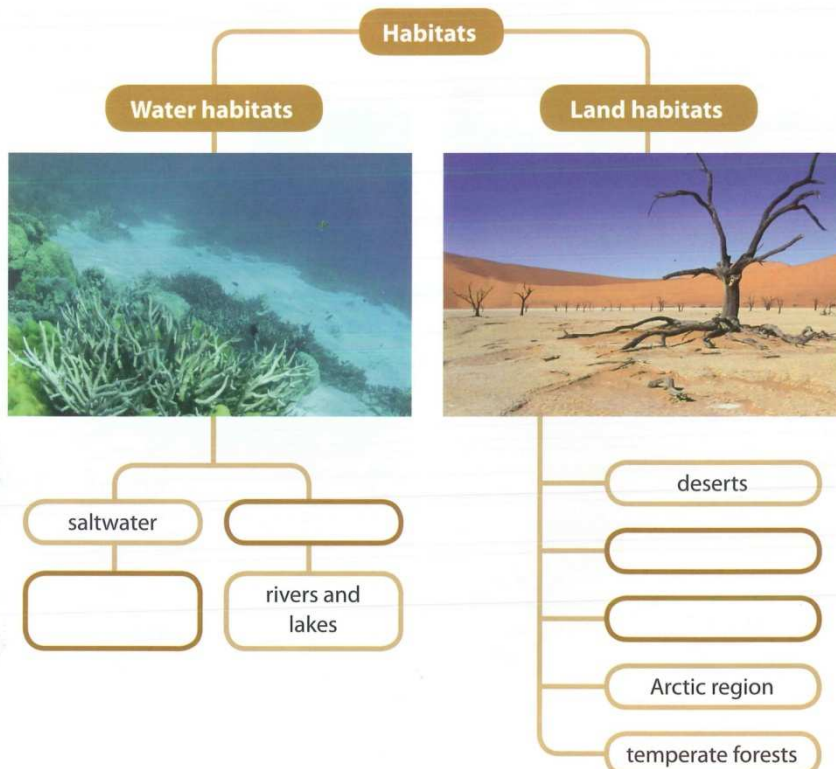 Habitats
Water habitats
Land habitats
saltwater
rivers and
lakes
deserts
Arctic region
temperate forests